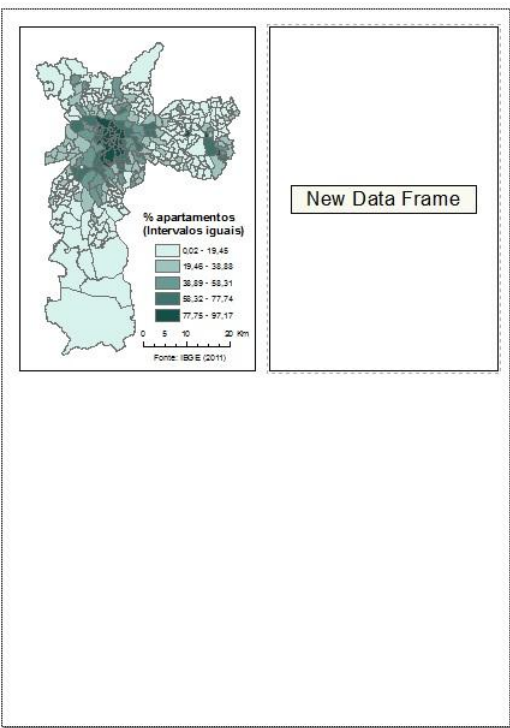 % apartamentos
(Intervalos iguais)
0,02 - 19,45
19,46 - 38,88
38,89 - 58,31
58,32 - 77,74
77,75 - 97,17
0 5 10 20 Km
Fonte: IBGE (2011)
New Data Frame